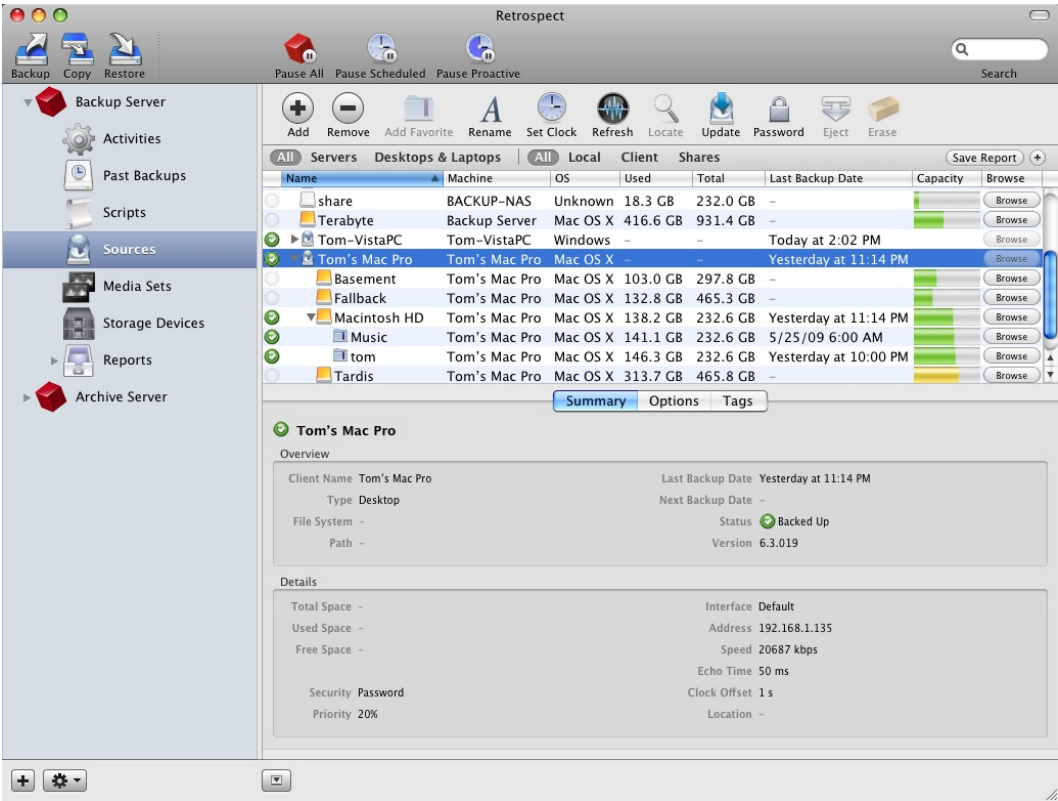 Retrospect
Backup Copy Restore Pause All Pause Scheduled Pause Proactive Search
Backup Server
Activities
Past Backups
Scripts
Sources
Media Sets
Storage Devices
Reports
Archive Server
Add Remove Add Favorite Rename Set Clock Refresh Locate Update Password Eject Erase
All Servers Desktops & Laptops All Local Client Shares Save Report
Name Machine OS Used Total Last Backup Date Capacity Browse
share BACKUP-NAS Unknown 18.3 GB 232.0 GB – Browse
Terabyte Backup Server Mac OS X 416.6 GB 931.4 GB – Browse
Tom-VistaPC Tom-VistaPC Windows – – Today at 2:02 PM Browse
Tom's Mac Pro Tom's Mac Pro Mac OS X – – Yesterday at 11:14 PM Browse
Basement Tom's Mac Pro Mac OS X 103.0 GB 297.8 GB – Browse
Fallback Tom's Mac Pro Mac OS X 132.8 GB 465.3 GB – Browse
Macintosh HD Tom's Mac Pro Mac OS X 138.2 GB 232.6 GB Yesterday at 11:14 PM Browse
Music Tom's Mac Pro Mac OS X 141.1 GB 232.6 GB 5/25/09 6:00 AM Browse
tom Tom's Mac Pro Mac OS X 146.3 GB 232.6 GB Yesterday at 10:00 PM Browse
Tardis Tom's Mac Pro Mac OS X 313.7 GB 465.8 GB – Browse
Summary Options Tags
Tom's Mac Pro
Overview
Client Name Tom's Mac Pro Last Backup Date Yesterday at 11:14 PM
Type Desktop Next Backup Date –
File System – Status Backed Up
Path – Version 6.3.019
Details
Total Space – Interface Default
Used Space – Address 192.168.1.135
Free Space – Speed 20687 kbps
Echo Time 50 ms
Security Password Clock Offset 1 s
Priority 20% Location –